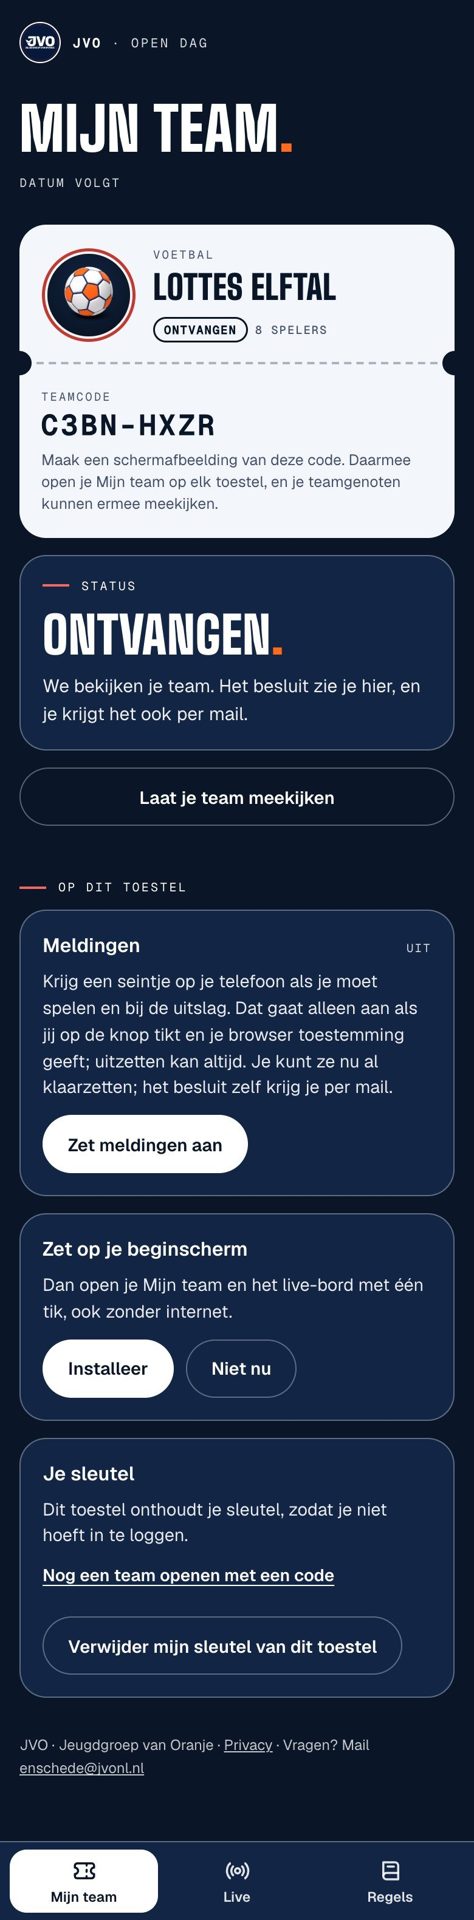 JVO
JVO · OPEN DAG
MIJN TEAM.
DATUM VOLGT
VOETBAL
LOTTES ELFTAL
ONTVANGEN 8 SPELERS
TEAMCODE
C3BN-HXZR
Maak een schermafbeelding van deze code. Daarmee
open je Mijn team op elk toestel, en je teamgenoten
kunnen ermee meekijken.
STATUS
ONTVANGEN.
We bekijken je team. Het besluit zie je hier, en
je krijgt het ook per mail.
Laat je team meekijken
OP DIT TOESTEL
Meldingen UIT
Krijg een seintje op je telefoon als je moet
spelen en bij de uitslag. Dat gaat alleen aan als
jij op de knop tikt en je browser toestemming
geeft; uitzetten kan altijd. Je kunt ze nu al
klaarzetten; het besluit zelf krijg je per mail.
Zet meldingen aan
Zet op je beginscherm
Dan open je Mijn team en het live-bord met één
tik, ook zonder internet.
Installeer Niet nu
Je sleutel
Dit toestel onthoudt je sleutel, zodat je niet
hoeft in te loggen.
Nog een team openen met een code
Verwijder mijn sleutel van dit toestel
JVO · Jeugdgroep van Oranje · Privacy · Vragen? Mail
enschede@jvonl.nl
Mijn team Live Regels